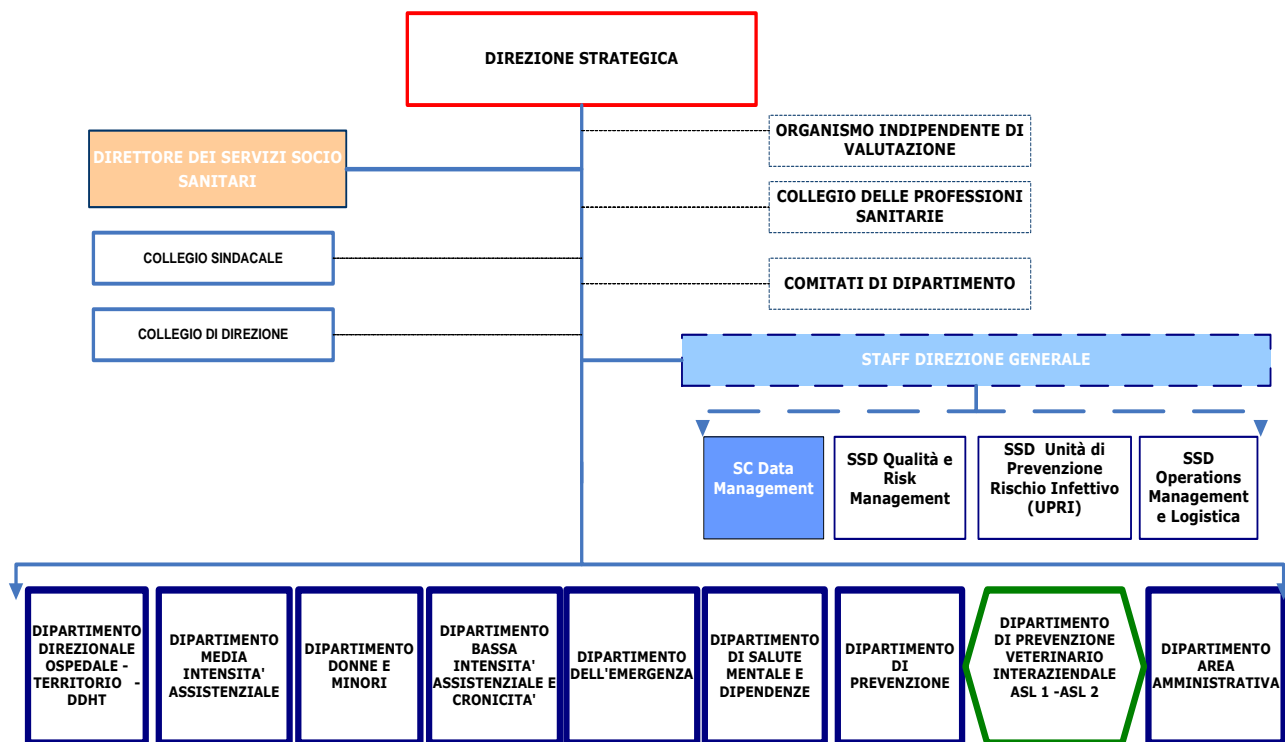 DIREZIONE STRATEGICA
ORGANISMO INDIPENDENTE DI
VALUTAZIONE
DIRETTORE DEI SERVIZI SOCIO
SANITARI
COLLEGIO DELLE PROFESSIONI
SANITARIE
COLLEGIO SINDACALE
COMITATI DI DIPARTIMENTO
COLLEGIO DI DIREZIONE
STAFF DIREZIONE GENERALE
SC Data
Management
SSD Qualità e
Risk
Management
SSD Unità di
Prevenzione
Rischio Infettivo
(UPRI)
SSD
Operations
Management
e Logistica
DIPARTIMENTO
DIREZIONALE
OSPEDALE -
TERRITORIO -
DDHT
DIPARTIMENTO
MEDIA
INTENSITA'
ASSISTENZIALE
DIPARTIMENTO
DONNE E
MINORI
DIPARTIMENTO
BASSA
INTENSITA'
ASSISTENZIALE E
CRONICITA'
DIPARTIMENTO
DELL'EMERGENZA
DIPARTIMENTO
DI SALUTE
MENTALE E
DIPENDENZE
DIPARTIMENTO
DI
PREVENZIONE
DIPARTIMENTO
DI PREVENZIONE
VETERINARIO
INTERAZIENDALE
ASL 1 -ASL 2
DIPARTIMENTO
AREA
AMMINISTRATIVA